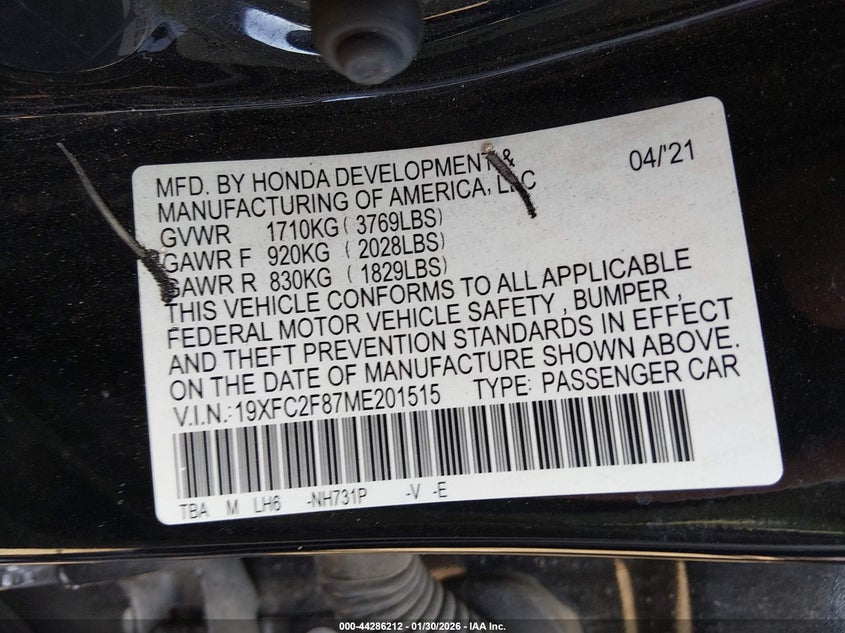 MFD. BY HONDA DEVELOPMENT &
MANUFACTURING OF AMERICA, LLC
04/'21
GVWR 1710KG ( 3769LBS)
GAWR F 920KG ( 2028LBS)
GAWR R 830KG ( 1829LBS)
THIS VEHICLE CONFORMS TO ALL APPLICABLE
FEDERAL MOTOR VEHICLE SAFETY , BUMPER ,
AND THEFT PREVENTION STANDARDS IN EFFECT
ON THE DATE OF MANUFACTURE SHOWN ABOVE.
V.I.N.:19XFC2F87ME201515 TYPE: PASSENGER CAR
TBA M LH6 -NH731P -V -E
000-44286212 - 01/30/2026 - IAA Inc.